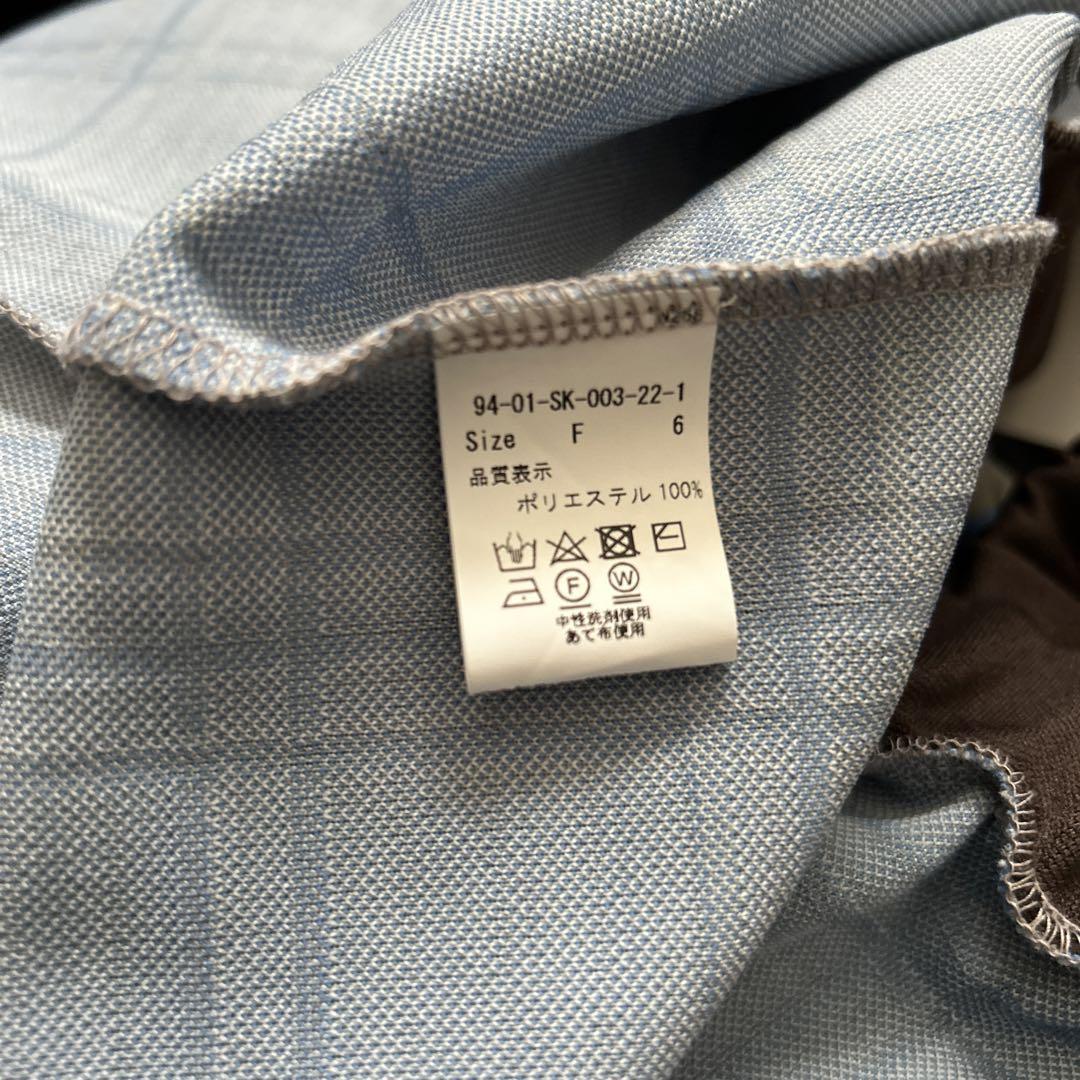 94-01-SK-003-22-1
Size F 6
品質表示
ポリエステル 100%
F W
中性洗剤使用
あて布使用